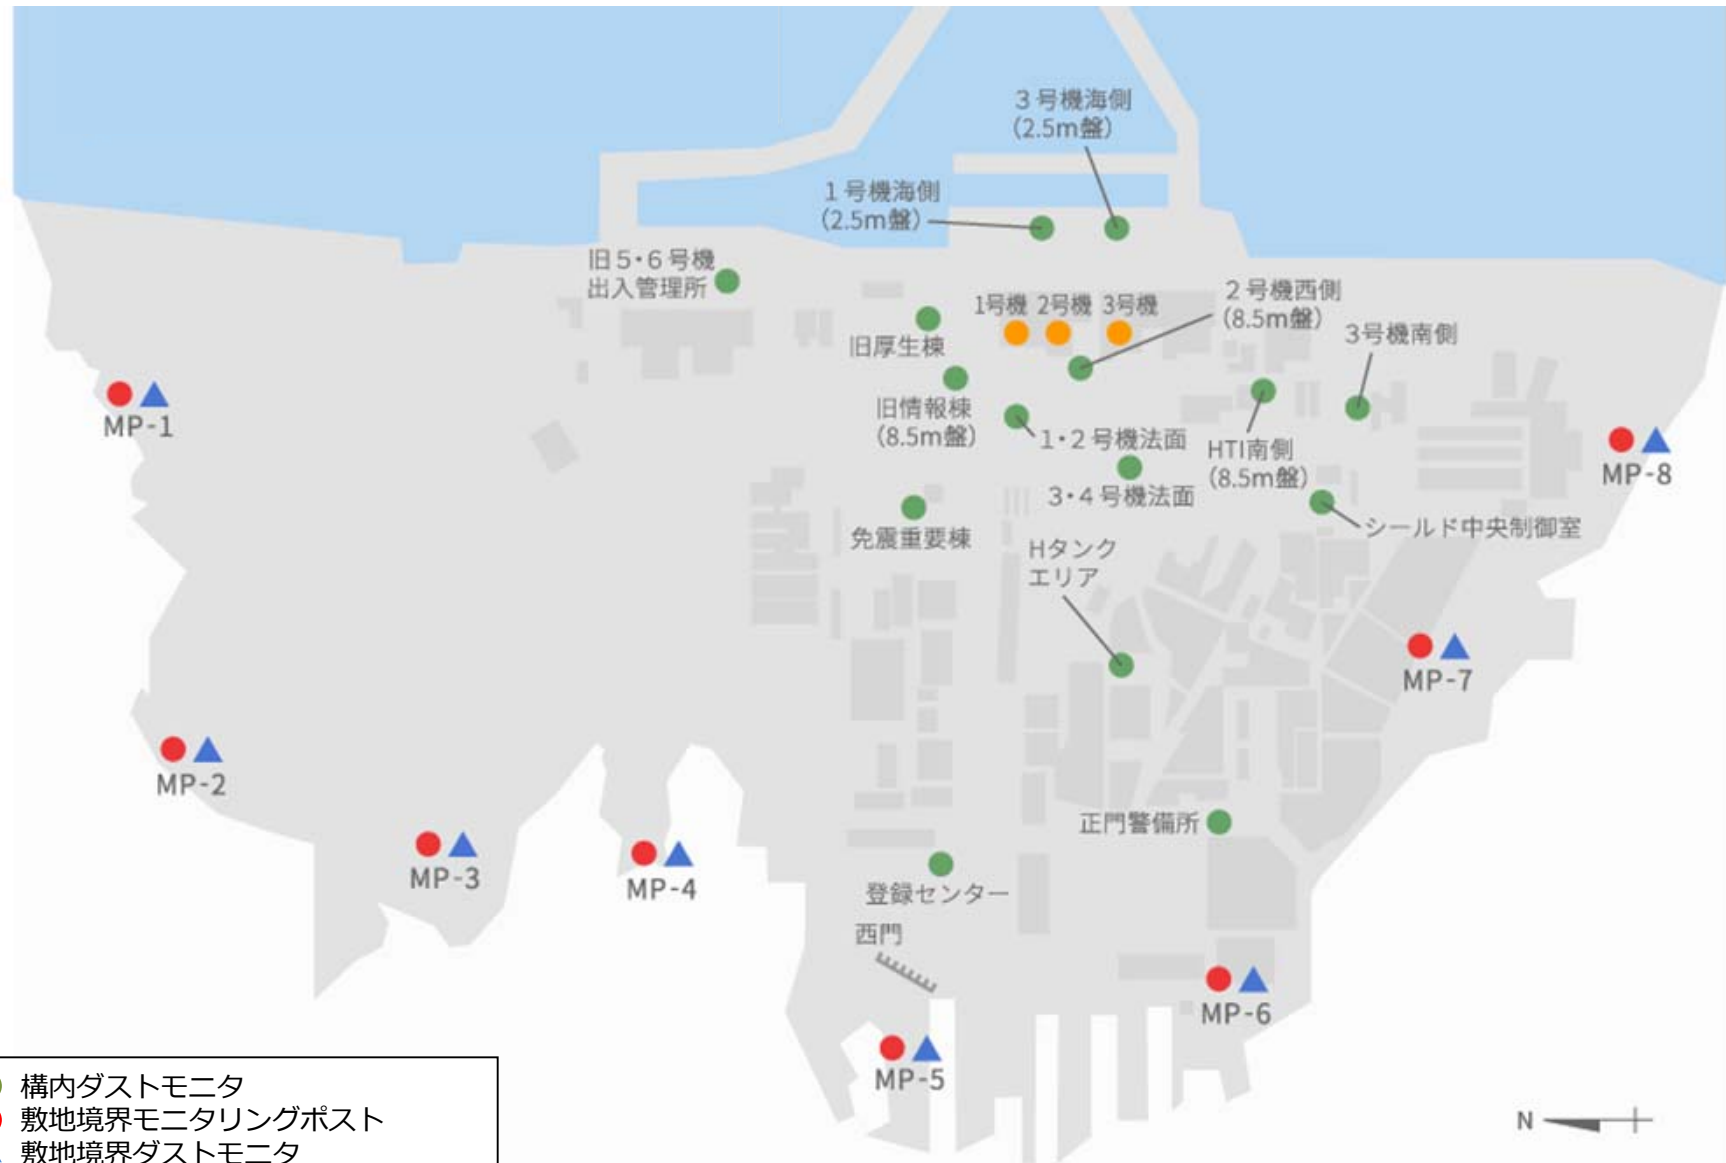 ３号機海側
(2.5m盤)
１号機海側
(2.5m盤)
旧５・６号機
出入管理所
２号機西側
(8.5m盤)
1号機
2号機
3号機
3号機南側
旧厚生棟
旧情報棟
(8.5m盤)
１・２号機法面
HTI南側
(8.5m盤)
３・４号機法面
MP-1
MP-8
シールド中央制御室
免震重要棟
Hタンク
エリア
MP-7
MP-2
正門警備所
MP-3
MP-4
登録センター
西門
MP-6
MP-5
構内ダストモニタ
敷地境界モニタリングポスト
敷地境界ダストモニタ
N